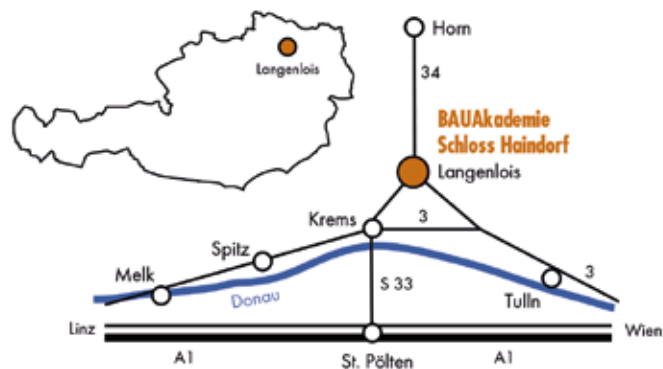 Langenlois
Horn
34
BAUAkademie
Schloss Haindorf
Langenlois
Krems
3
Spitz
Melk
Donau
S 33
3
Tulln
Linz
Wien
A1
St. Pölten
A1